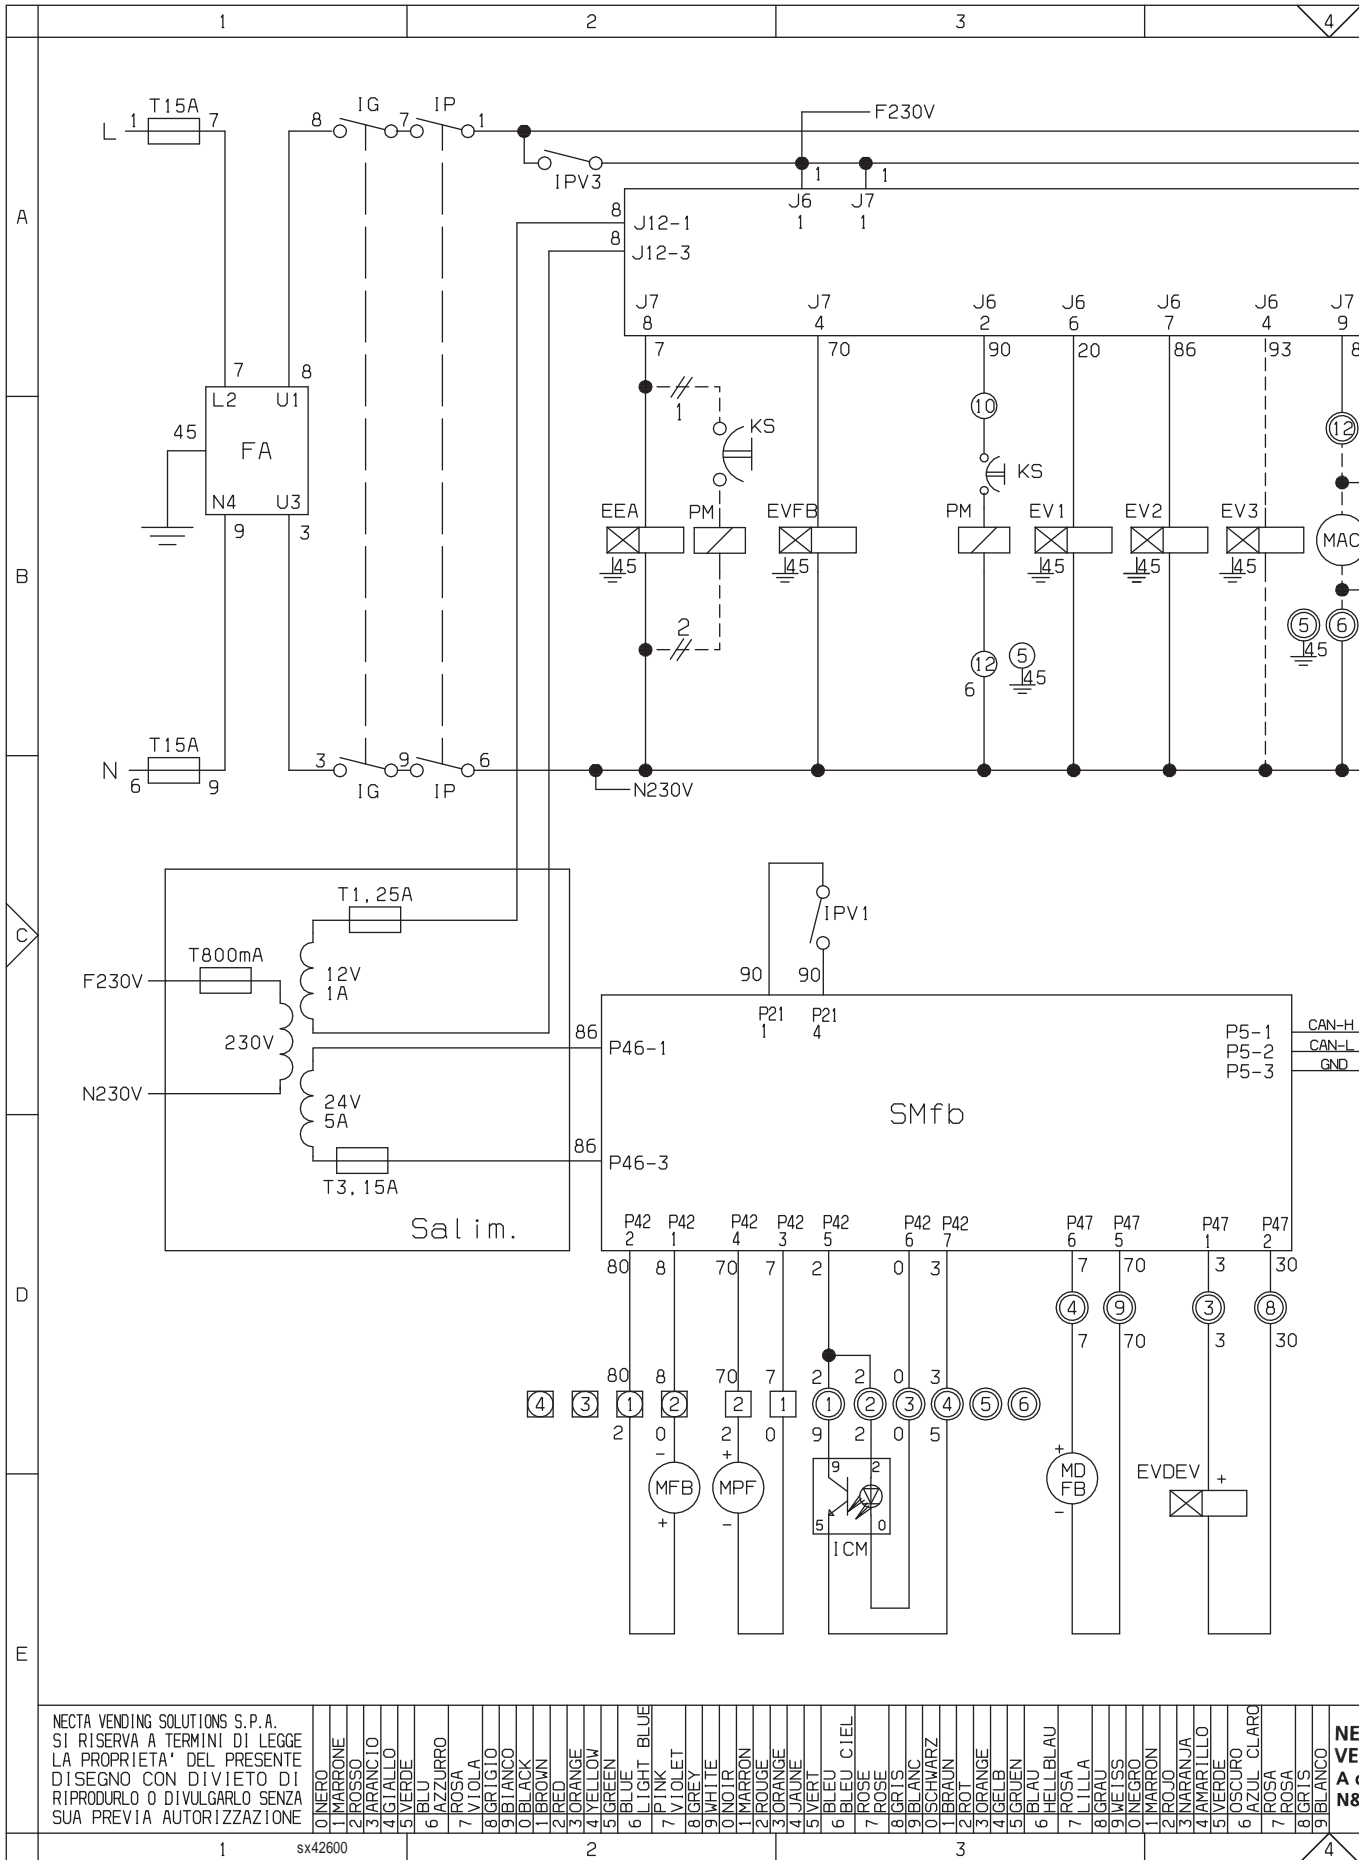 1 2 3 4
T15A IG IP F230V
L 1 7 8 7 1
IPV3 1 1
A
J6 J7
1 1
8 J12-1
8 J12-3
J7 J7 J6 J6 J6 J6 J7
8 4 2 6 7 4 9
7 70 90 20 86 93 8
7 8
L2 U1
45 FA
N4 U3
9 3
1 KS 10 KS 12
EEA PM EVFB PM EV1 EV2 EV3 MAC
45 45 45 45 45
B
2 12 5 5 6
6 45 45
T15A
N 6 9 3 9 6
IG IP N230V
C
T1,25A
T800mA
F230V
12V
1A
230V
N230V
24V
5A
T3,15A
Salim.
IPV1
90 90
P21 P21
1 4
86 P46-1
86 P46-3
P5-1 CAN-H
P5-2 CAN-L
P5-3 GND
SMfb
P42 P42 P42 P42 P42 P42 P42 P47 P47 P47 P47
2 1 4 3 5 6 7 6 5 1 2
80 8 70 7 2 0 3 7 70 3 30
D
4 9 3 8
7 70 3 30
80 8 70 7 2 2 0 3
4 3 1 2 2 1 1 2 3 4 5 6
2 0 2 0 9 2 0 5
- + + EVDEV +
MFB MPF MD FB
+ - -
9 2
5 0
ICM
E
NECTA VENDING SOLUTIONS S.P.A.
SI RISERVA A TERMINI DI LEGGE
LA PROPRIETA' DEL PRESENTE
DISEGNO CON DIVIETO DI
RIPRODURLO O DIVULGARLO SENZA
SUA PREVIA AUTORIZZAZIONE
0 NERO
1 MARRONE
2 ROSSO
3 ARANCIO
4 GIALLO
5 VERDE
6 BLU
AZZURRO
7 ROSA
VIOLA
8 GRIGIO
9 BIANCO
0 BLACK
1 BROWN
2 RED
3 ORANGE
4 YELLOW
5 GREEN
6 BLUE
LIGHT BLUE
7 PINK
VIOLET
8 GREY
9 WHITE
0 NOIR
1 MARRON
2 ROUGE
3 ORANGE
4 JAUNE
5 VERT
6 BLEU
BLEU CIEL
7 ROSE
ROSE
8 GRIS
9 BLANC
0 SCHWARZ
1 BRAUN
2 ROT
3 ORANGE
4 GELB
5 GRUEN
6 BLAU
HELLBLAU
7 ROSA
LILLA
8 GRAU
9 WEISS
0 NEGRO
1 MARRON
2 ROJO
3 NARANJA
4 AMARILLO
5 VERDE
6 OSCURO
AZUL CLARO
7 ROSA
ROSA
8 GRIS
9 BLANCO
NE
VE
A
N&
1 sx42600 2 3 4